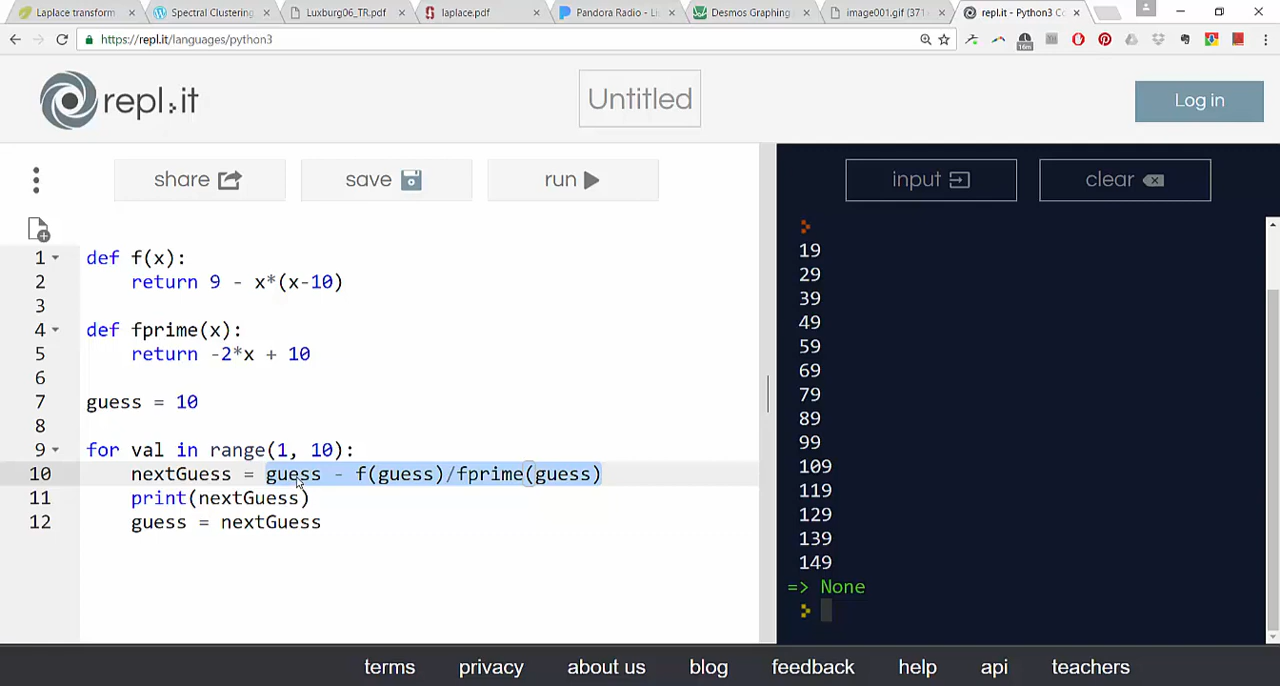 Laplace transform
Spectral Clustering
Luxburg06_TR.pdf
laplace.pdf
Pandora Radio - Li
Desmos Graphing
image001.gif (371
repl.it - Python3 Co
https://repl.it/languages/python3
16m
repl.it
Untitled
Log in
share
save
run
input
clear
1 def f(x):
2 return 9 - x*(x-10)
3
4 def fprime(x):
5 return -2*x + 10
6
7 guess = 10
8
9 for val in range(1, 10):
10 nextGuess = guess - f(guess)/fprime(guess)
11 print(nextGuess)
12 guess = nextGuess
19
29
39
49
59
69
79
89
99
109
119
129
139
149
=> None
terms privacy about us blog feedback help api teachers